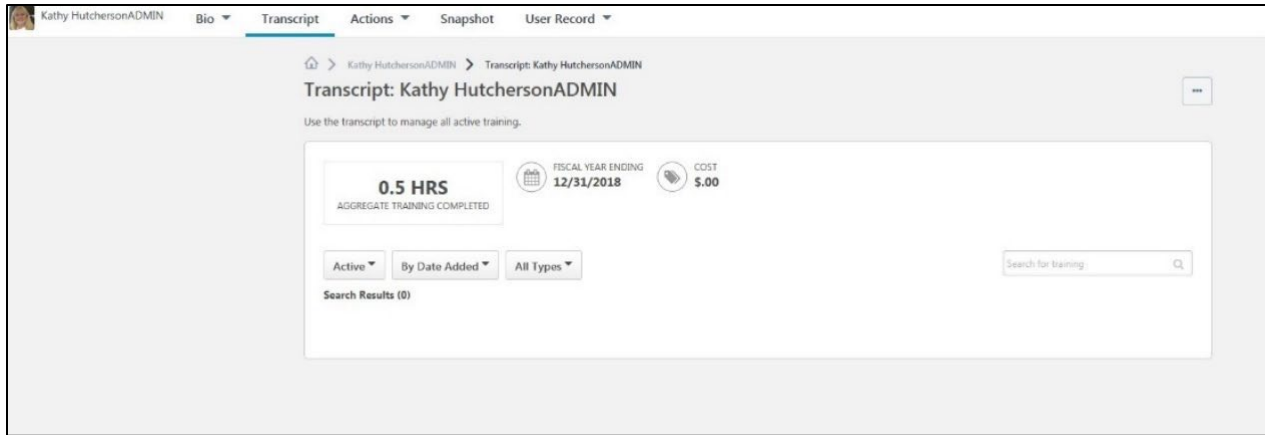 Kathy HutchersonADMIN Bio Transcript Actions Snapshot User Record
Kathy HutchersonADMIN Transcript: Kathy HutchersonADMIN
Transcript: Kathy HutchersonADMIN
Use the transcript to manage all active training.
0.5 HRS
AGGREGATE TRAINING COMPLETED
FISCAL YEAR ENDING
12/31/2018
COST
$.00
Active By Date Added All Types Search for training
Search Results (0)